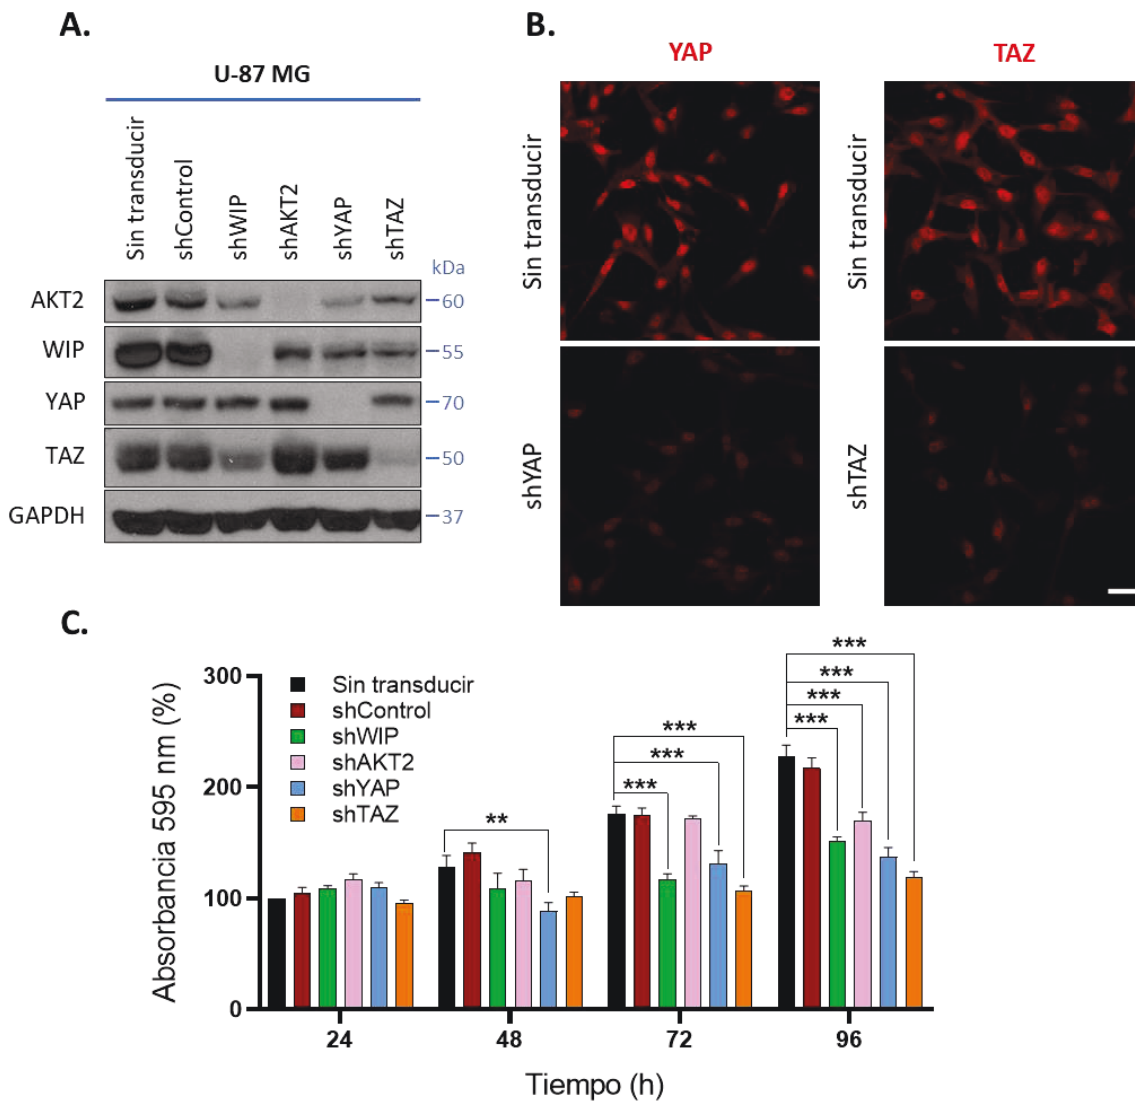 A.
U-87 MG
Sin transducir
shControl
shWIP
shAKT2
shYAP
shTAZ
kDa
AKT2
60
WIP
55
YAP
70
TAZ
50
GAPDH
37
B.
YAP
TAZ
Sin transducir
Sin transducir
shYAP
shTAZ
C.
Absorbancia 595 nm (%)
300
200
100
0
Sin transducir
shControl
shWIP
shAKT2
shYAP
shTAZ
**
***
***
***
***
***
***
***
24
48
72
96
Tiempo (h)